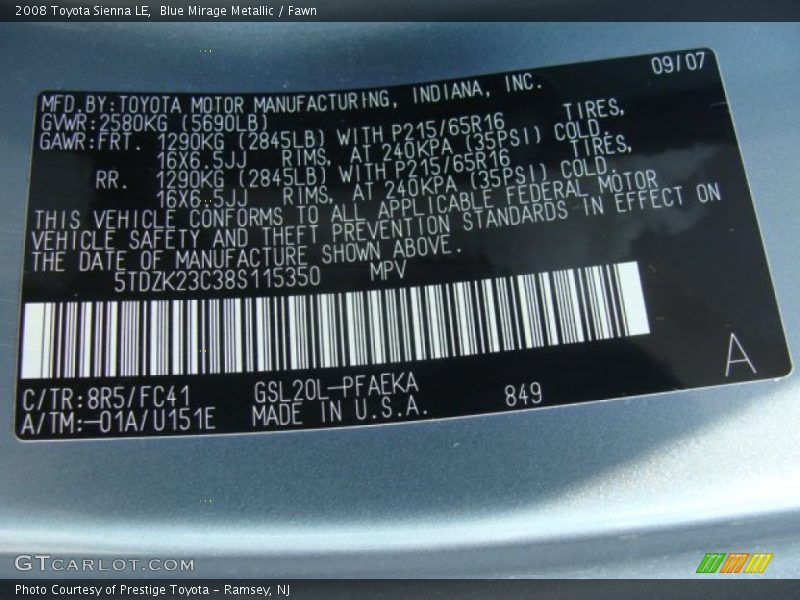 2008 Toyota Sienna LE,  Blue Mirage Metallic / Fawn
09/07
MFD.BY:TOYOTA MOTOR MANUFACTURING, INDIANA, INC.
GVWR:2580KG (5690LB)
GAWR:FRT. 1290KG (2845LB) WITH P215/65R16 TIRES,
16X6.5JJ RIMS, AT 240KPA (35PSI) COLD.
RR. 1290KG (2845LB) WITH P215/65R16 TIRES,
16X6.5JJ RIMS, AT 240KPA (35PSI) COLD.
THIS VEHICLE CONFORMS TO ALL APPLICABLE FEDERAL MOTOR
VEHICLE SAFETY AND THEFT PREVENTION STANDARDS IN EFFECT ON
THE DATE OF MANUFACTURE SHOWN ABOVE.
5TDZK23C38S115350 MPV
A
C/TR:8R5/FC41 GSL20L-PFAEKA 849
A/TM:-01A/U151E MADE IN U.S.A.
GTCARLOT.COM
Photo Courtesy of Prestige Toyota - Ramsey, NJ